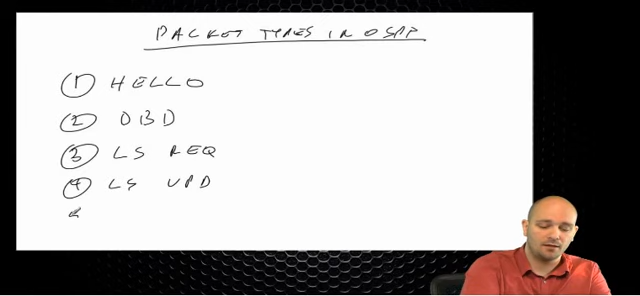 PACKET TYPES IN OSPF
1 HELLO
2 DBD
3 LS REQ
4 LS UPD